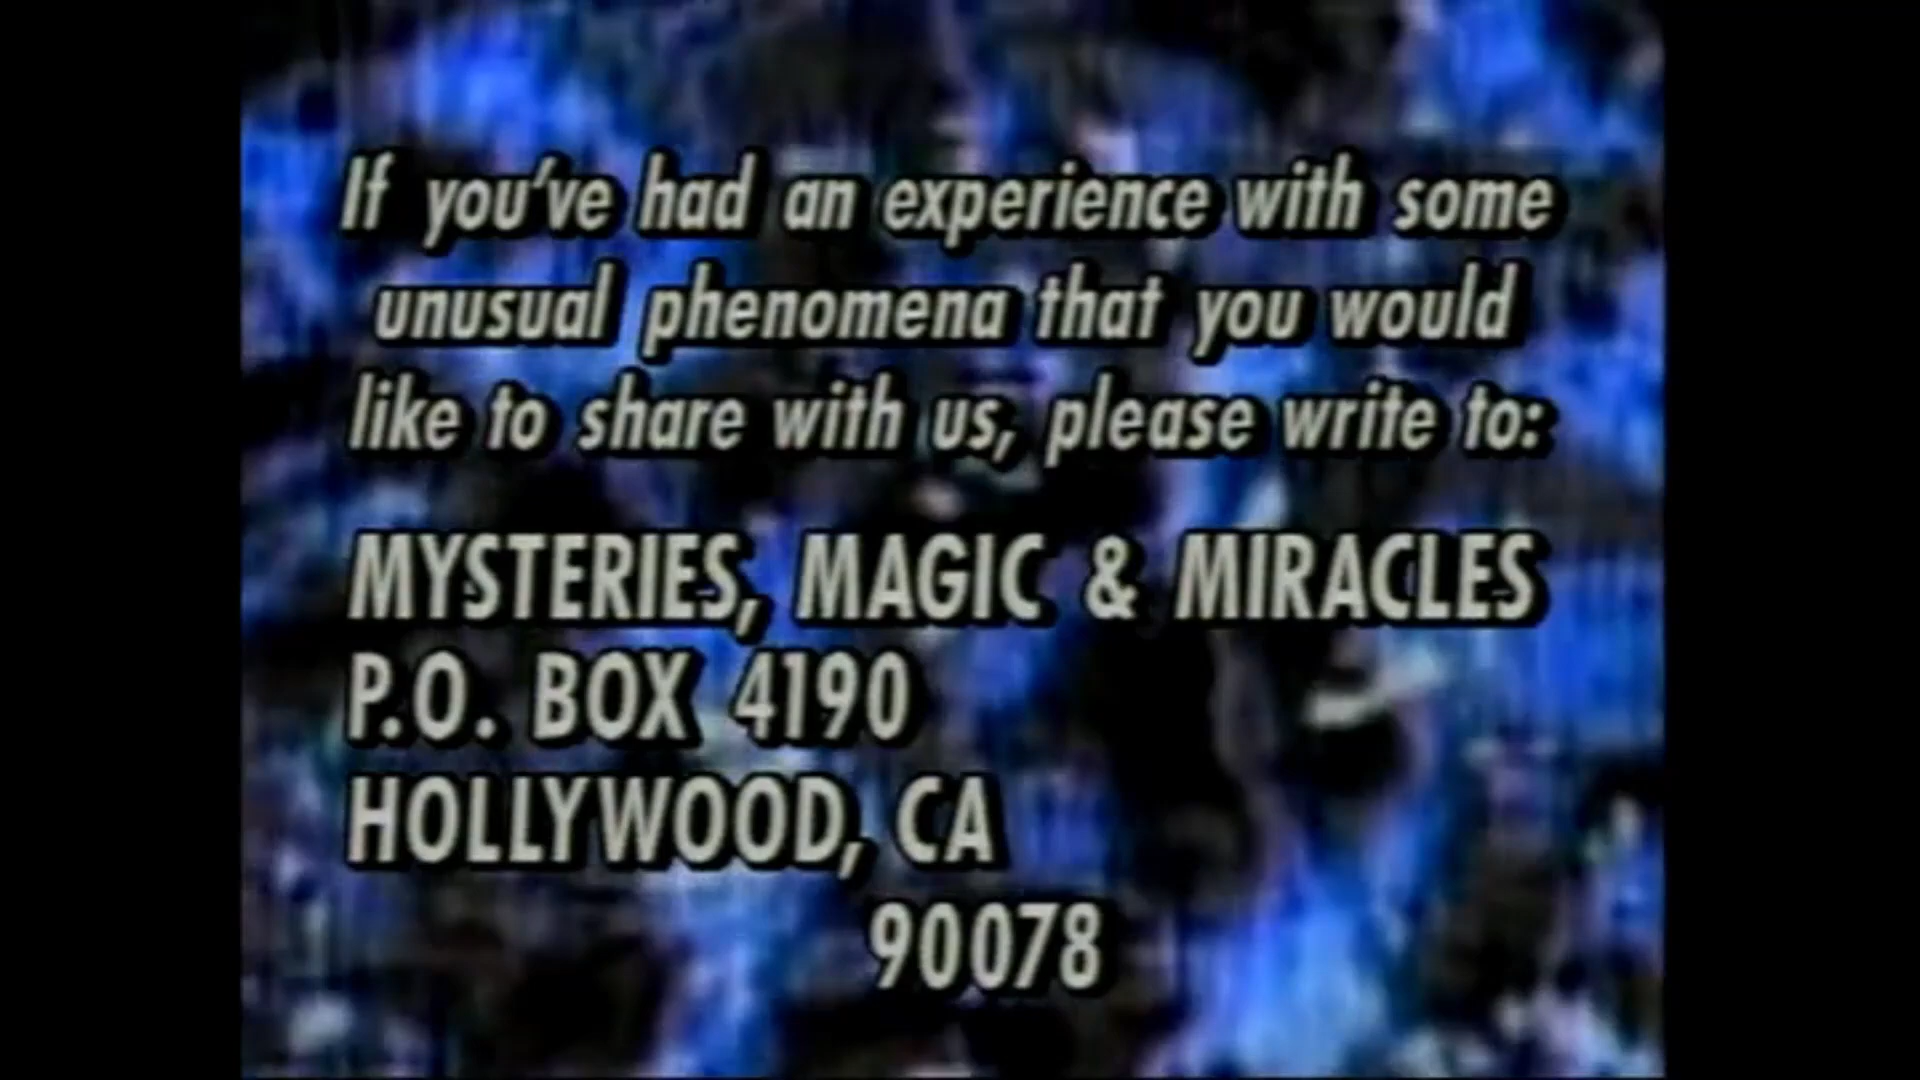 If you've had an experience with some
unusual phenomena that you would
like to share with us, please write to:
MYSTERIES, MAGIC & MIRACLES
P.O. BOX 4190
HOLLYWOOD, CA
90078